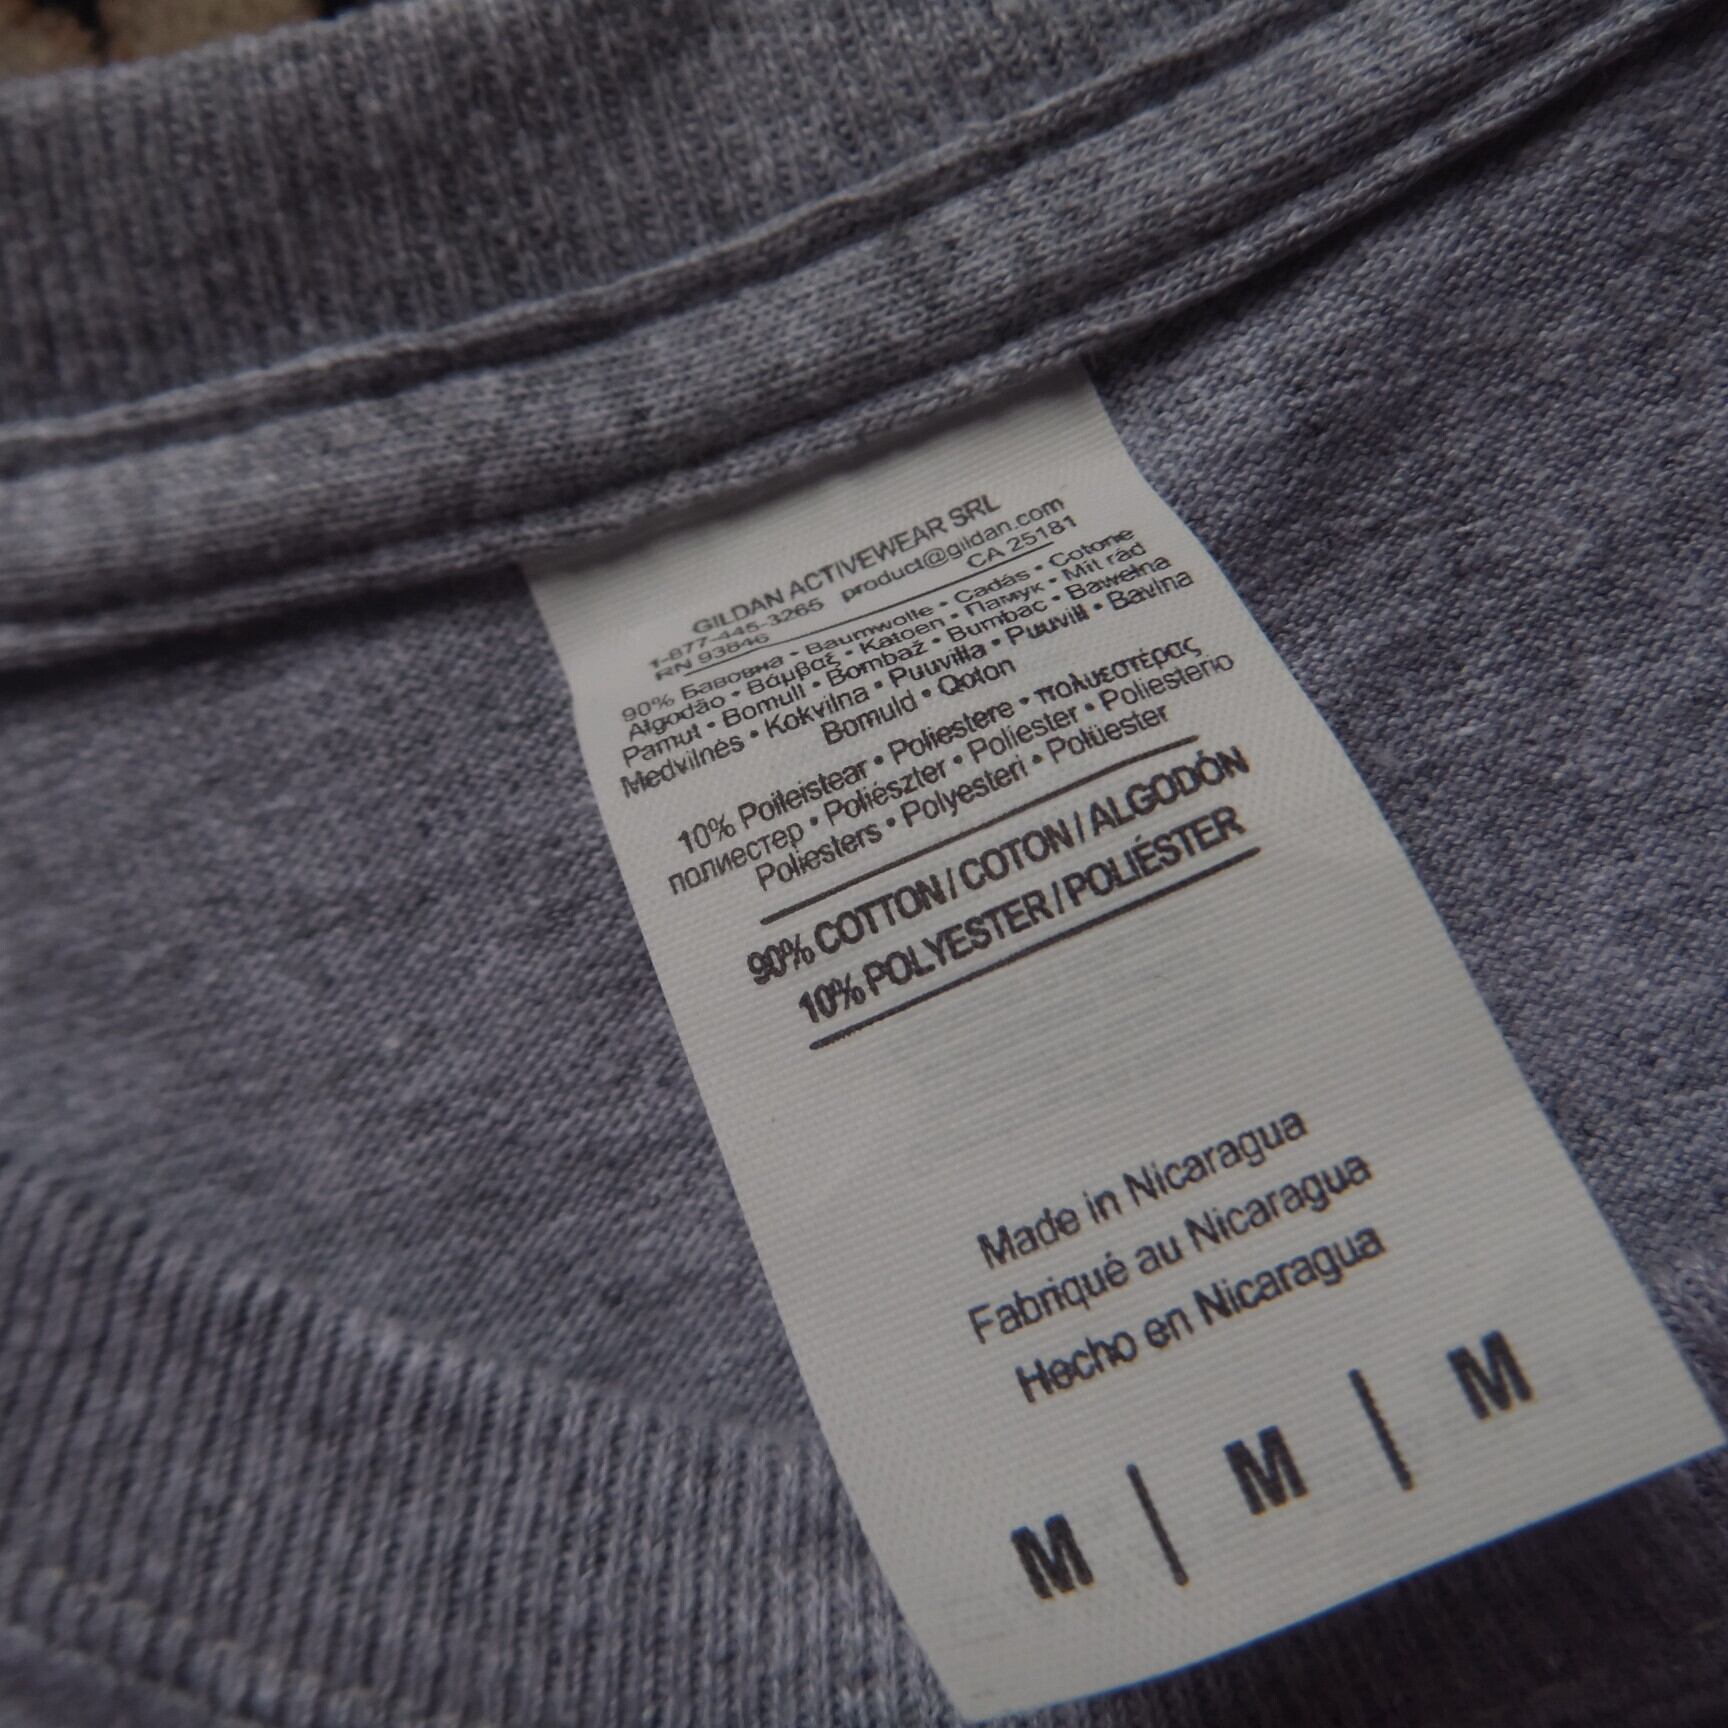 GILDAN ACTIVEWEAR SRL
1-877-445-3265 product@gildan.com
RN 93846 CA 25181
90% Бавовна • Baumwolle • Cadás • Cotone
Algodão • Βάμβαξ • Katoen • Памук • Mit rád
Pamut • Bomull • Bombaž • Bumbac • Bawełna
Medvilnės • Kokvilna • Puuvilla • Puuvill • Bavlna
Bomuld • Qoton
10% Poileistear • Poliestere • πολυεστέρας
полиестер • Poliészter • Poliester • Poliesterio
Poliesters • Polyesteri • Polüester
90% COTTON / COTON / ALGODÓN
10% POLYESTER / POLIÉSTER
Made in Nicaragua
Fabriqué au Nicaragua
Hecho en Nicaragua
M | M | M